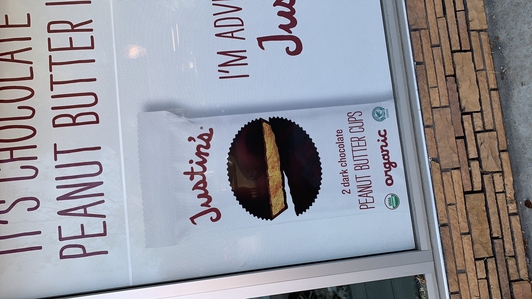 IT'S CHOCOLATE
PEANUT BUTTER
Justin's
I'M ADV
Jus
2 dark chocolate
PEANUT BUTTER CUPS
organic